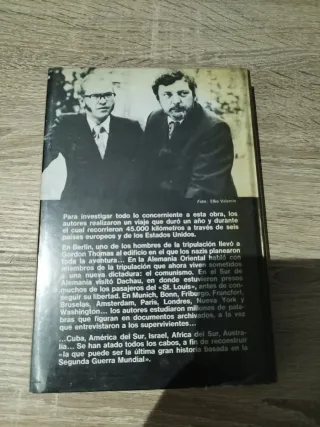 Foto: Elke Valence
Para investigar todo lo concerniente a esta obra, los
autores realizaron un viaje que duró un año y durante
el cual recorrieron 45.000 kilómetros a través de seis
países europeos y de los Estados Unidos.
En Berlín, uno de los hombres de la tripulación llevó a
Gordon Thomas al edificio en el que los nazis planearon
toda la aventura... En la Alemania Oriental habló con
miembros de la tripulación que ahora viven sometidos
a una nueva dictadura: el comunismo. En el Sur de
Alemania visitó Dachau, en donde estuvieron presos
muchos de los pasajeros del «St. Louis», antes de con-
seguir su libertad. En Munich, Bonn, Friburgo, Francfort,
Bruselas, Amsterdam, París, Londres, Nueva York y
Washington... los autores estudiaron millones de pala-
bras que figuran en documentos archivados, a la vez
que entrevistaron a los supervivientes...
...Cuba, América del Sur, Israel, África del Sur, Austra-
lia... Se han atado todos los cabos, a fin de reconstruir
«la que puede ser la última gran historia basada en la
Segunda Guerra Mundial».